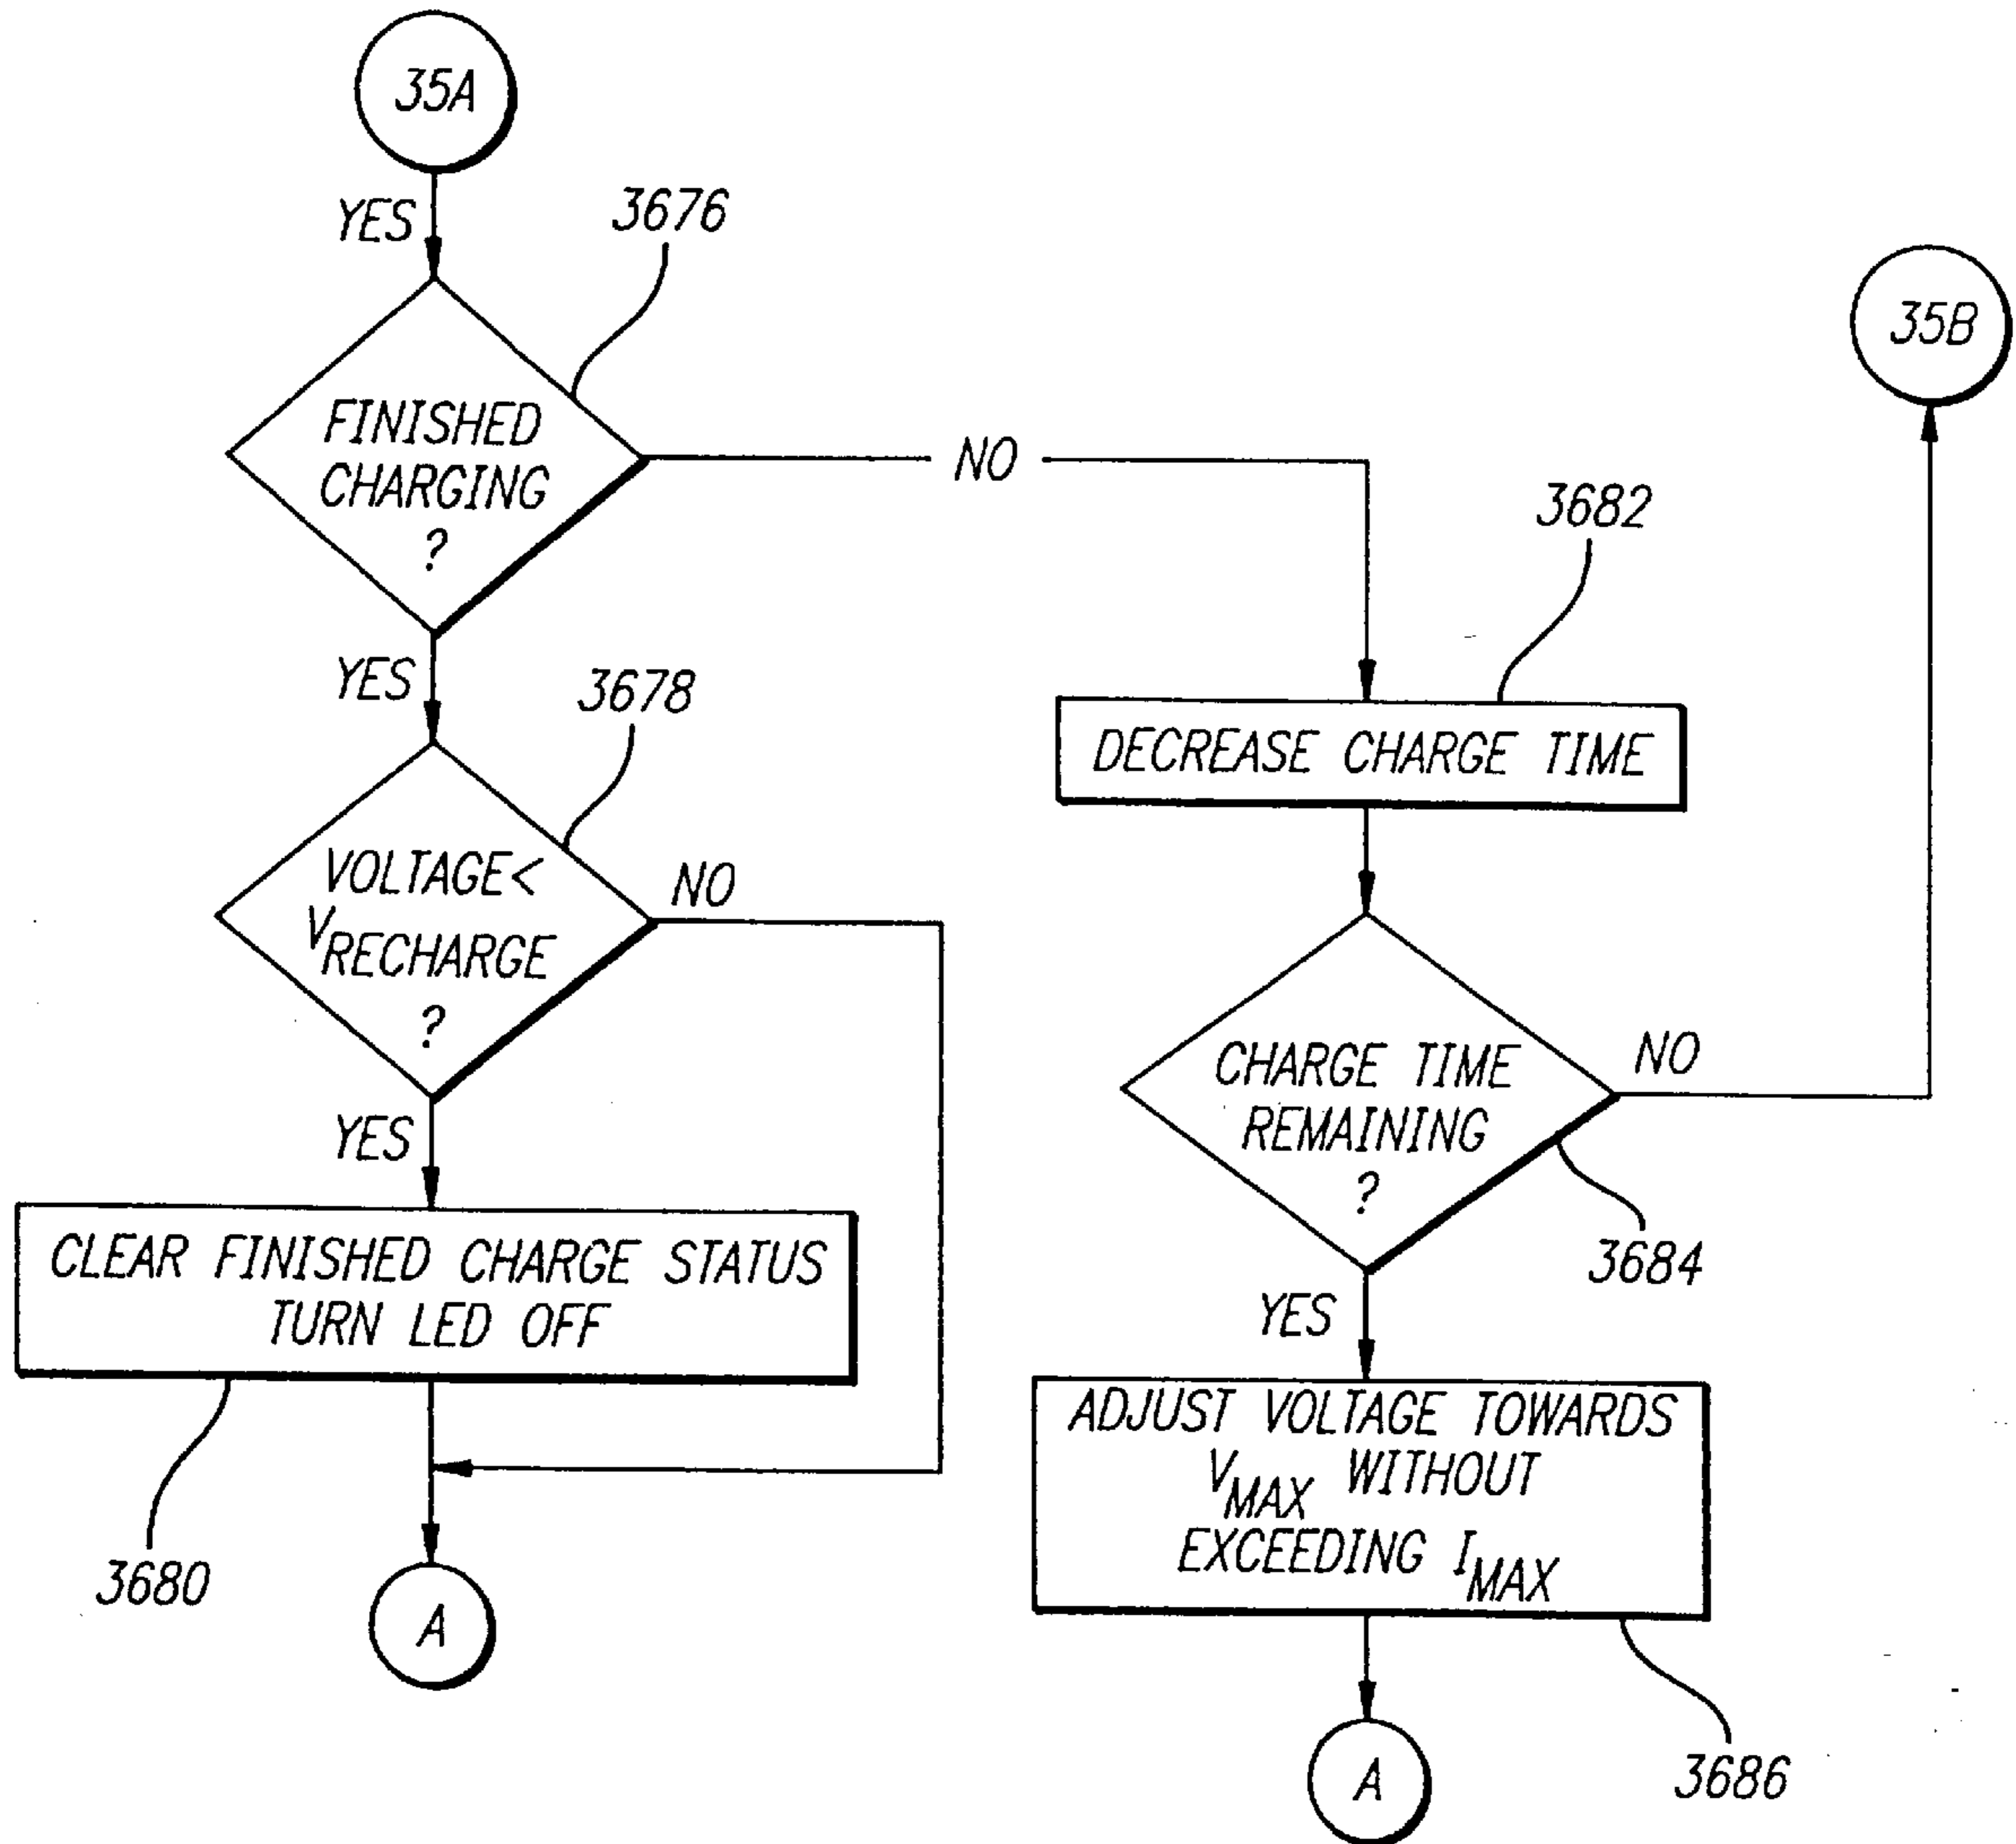 35A
YES
3676
FINISHED
CHARGING
?
NO
35B
YES
3678
VOLTAGE<
VRECHARGE
?
NO
YES
CLEAR FINISHED CHARGE STATUS
TURN LED OFF
3680
A
3682
DECREASE CHARGE TIME
CHARGE TIME
REMAINING
?
NO
3684
YES
ADJUST VOLTAGE TOWARDS
VMAX WITHOUT
EXCEEDING IMAX
3686
A